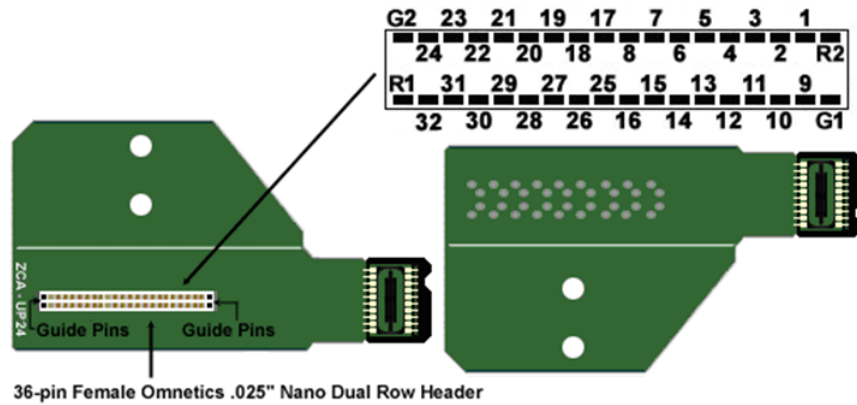 G2 23 21 19 17 7 5 3 1
24 22 20 18 8 6 4 2 R2
R1 31 29 27 25 15 13 11 9
32 30 28 26 16 14 12 10 G1
ZCA - UP24
Guide Pins Guide Pins
36-pin Female Omnetics .025" Nano Dual Row Header